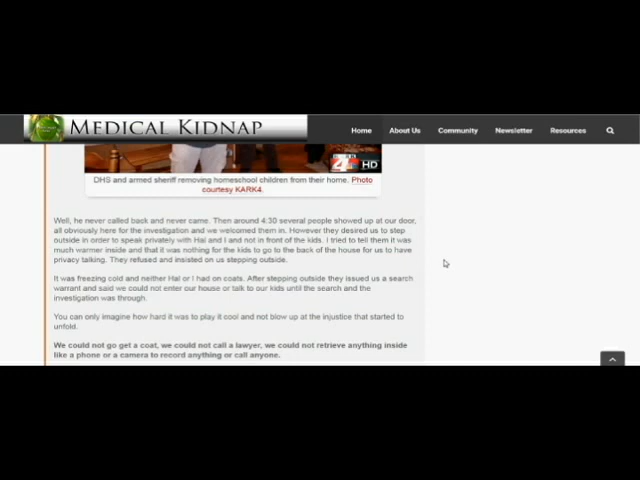 MEDICAL KIDNAP
Home About Us Community Newsletter Resources
4 HD
DHS and armed sheriff removing homeschool children from their home. Photo
courtesy KARK4.
Well, he never called back and never came. Then around 4:30 several people showed up at our door,
all obviously here for the investigation and we welcomed them in. However they desired us to step
outside in order to speak privately with Hal and I and not in front of the kids. I tried to tell them it was
much warmer inside and that it was nothing for the kids to go to the back of the house for us to have
privacy talking. They refused and insisted on us stepping outside.
It was freezing cold and neither Hal or I had on coats. After stepping outside they issued us a search
warrant and said we could not enter our house or talk to our kids until the search and the
investigation was through.
You can only imagine how hard it was to play it cool and not blow up at the injustice that started to
unfold.
We could not go get a coat, we could not call a lawyer, we could not retrieve anything inside
like a phone or a camera to record anything or call anyone.